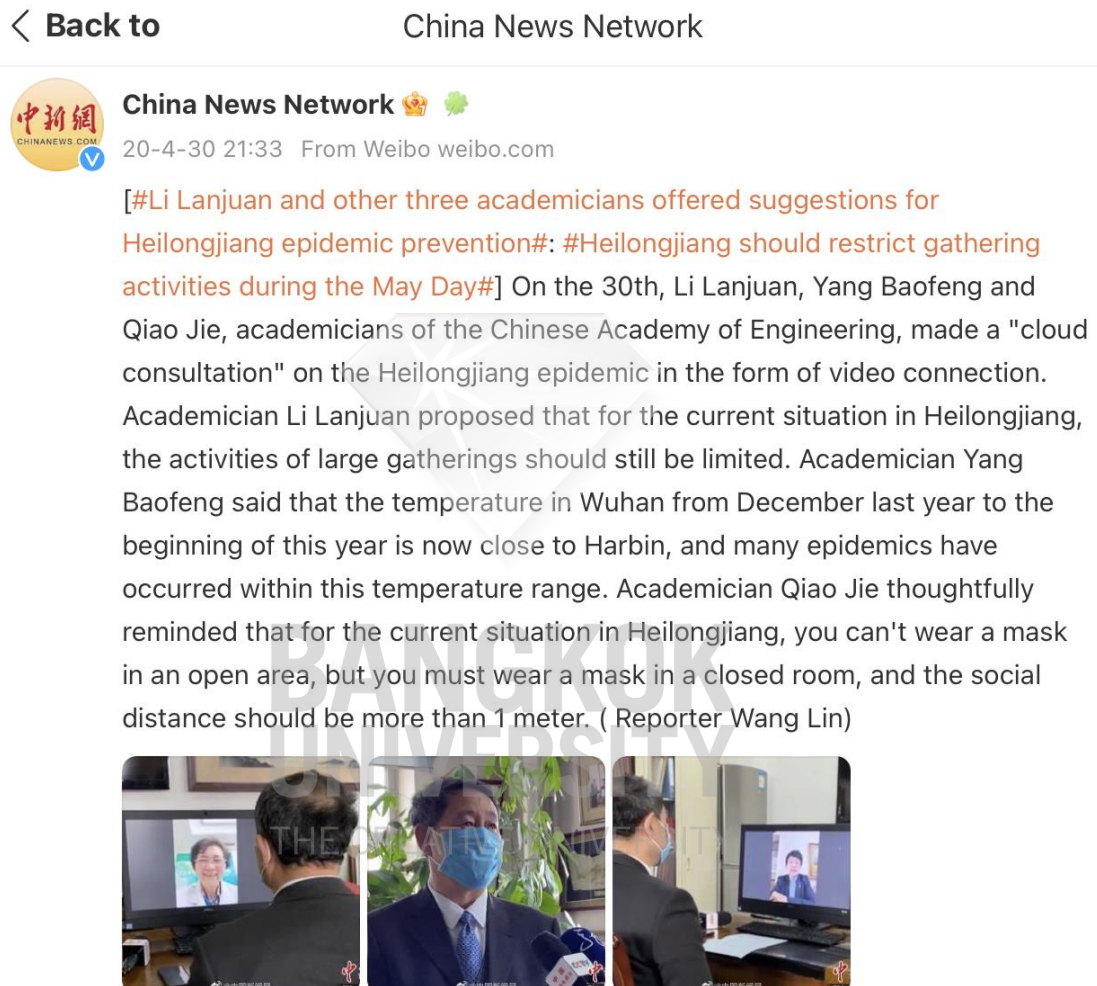 Back to
China News Network
中新網
CHINANEWS.COM
China News Network
20-4-30 21:33 From Weibo weibo.com
[#Li Lanjuan and other three academicians offered suggestions for
Heilongjiang epidemic prevention#: #Heilongjiang should restrict gathering
activities during the May Day#] On the 30th, Li Lanjuan, Yang Baofeng and
Qiao Jie, academicians of the Chinese Academy of Engineering, made a "cloud
consultation" on the Heilongjiang epidemic in the form of video connection.
Academician Li Lanjuan proposed that for the current situation in Heilongjiang,
the activities of large gatherings should still be limited. Academician Yang
Baofeng said that the temperature in Wuhan from December last year to the
beginning of this year is now close to Harbin, and many epidemics have
occurred within this temperature range. Academician Qiao Jie thoughtfully
reminded that for the current situation in Heilongjiang, you can't wear a mask
in an open area, but you must wear a mask in a closed room, and the social
distance should be more than 1 meter. ( Reporter Wang Lin)
BANGKOK
UNIVERSITY
THE CREATIVE UNIVERSITY